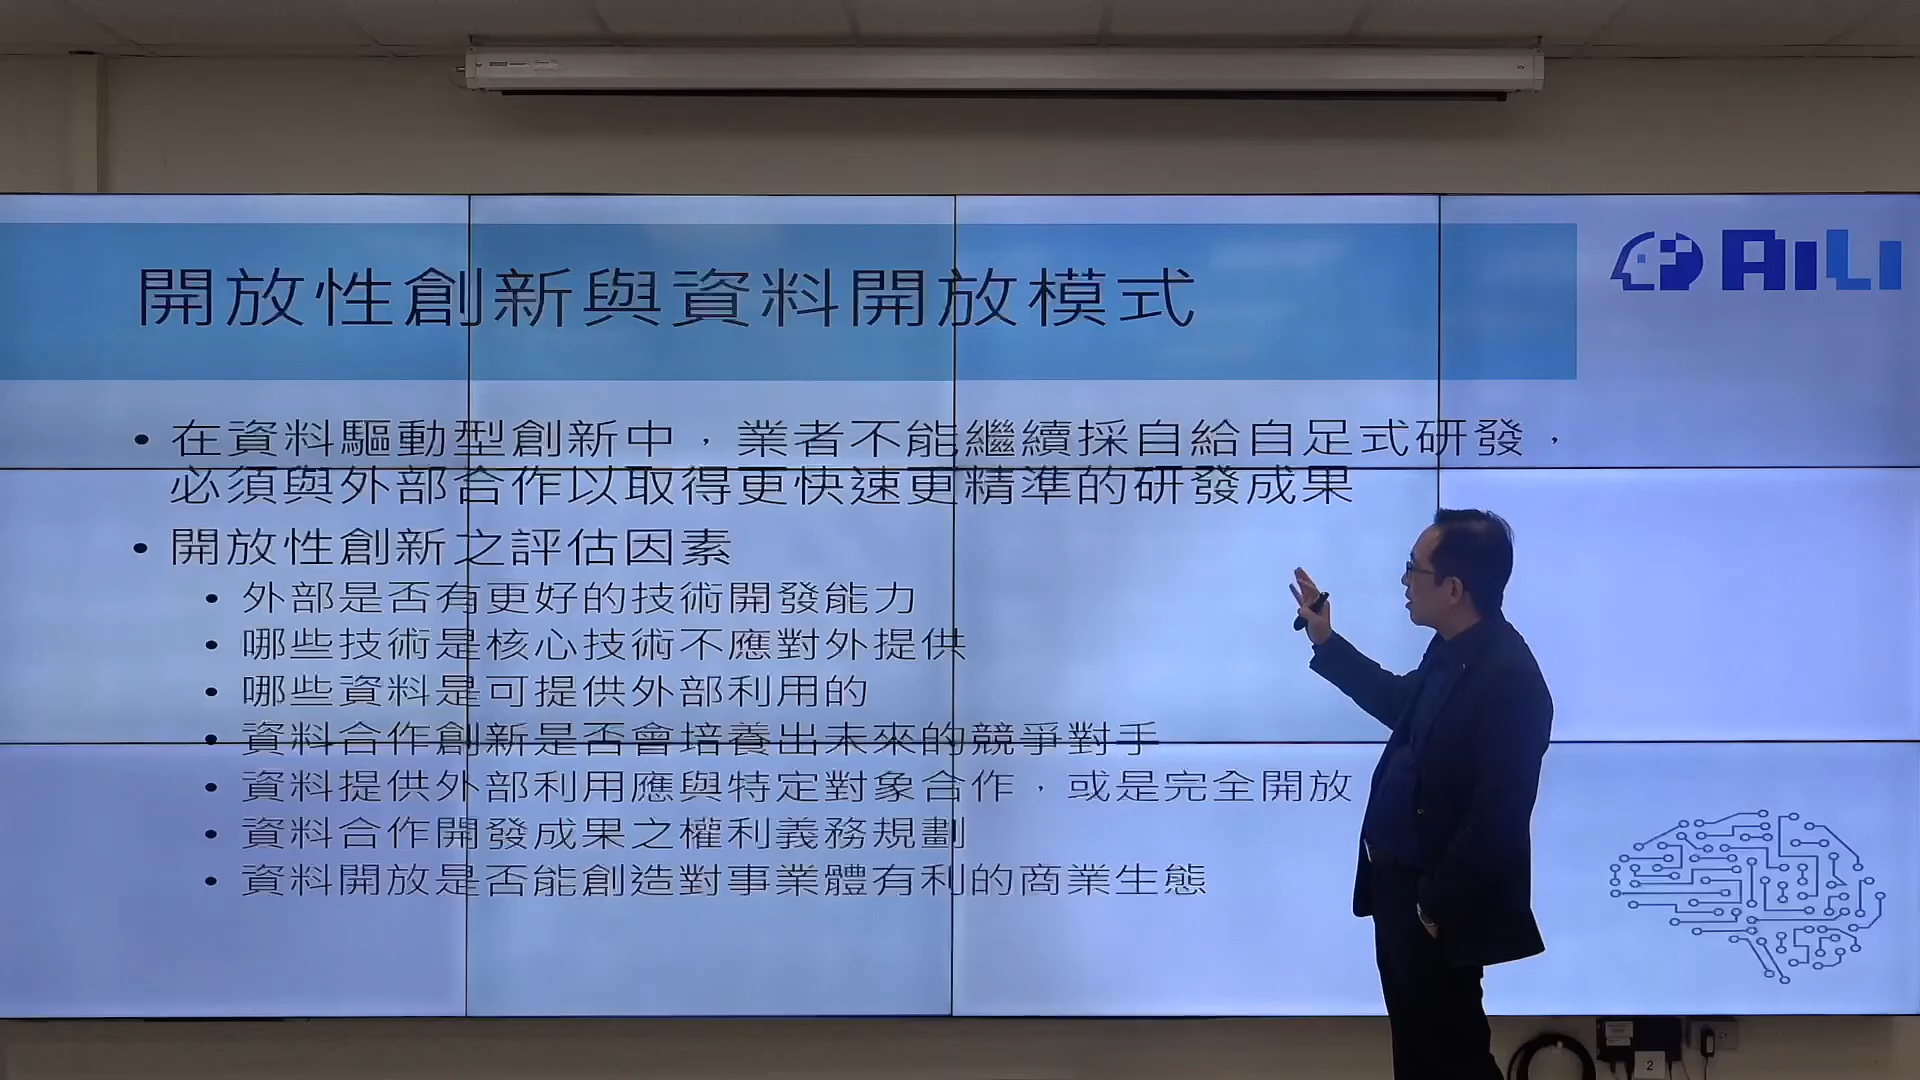 開放性創新與資料開放模式
AiLI
• 在資料驅動型創新中，業者不能繼續採自給自足式研發，
必須與外部合作以取得更快速更精準的研發成果
• 開放性創新之評估因素
• 外部是否有更好的技術開發能力
• 哪些技術是核心技術不應對外提供
• 哪些資料是可提供外部利用的
• 資料合作創新是否會培養出未來的競爭對手
• 資料提供外部利用應與特定對象合作，或是完全開放
• 資料合作開發成果之權利義務規劃
• 資料開放是否能創造對事業體有利的商業生態
2